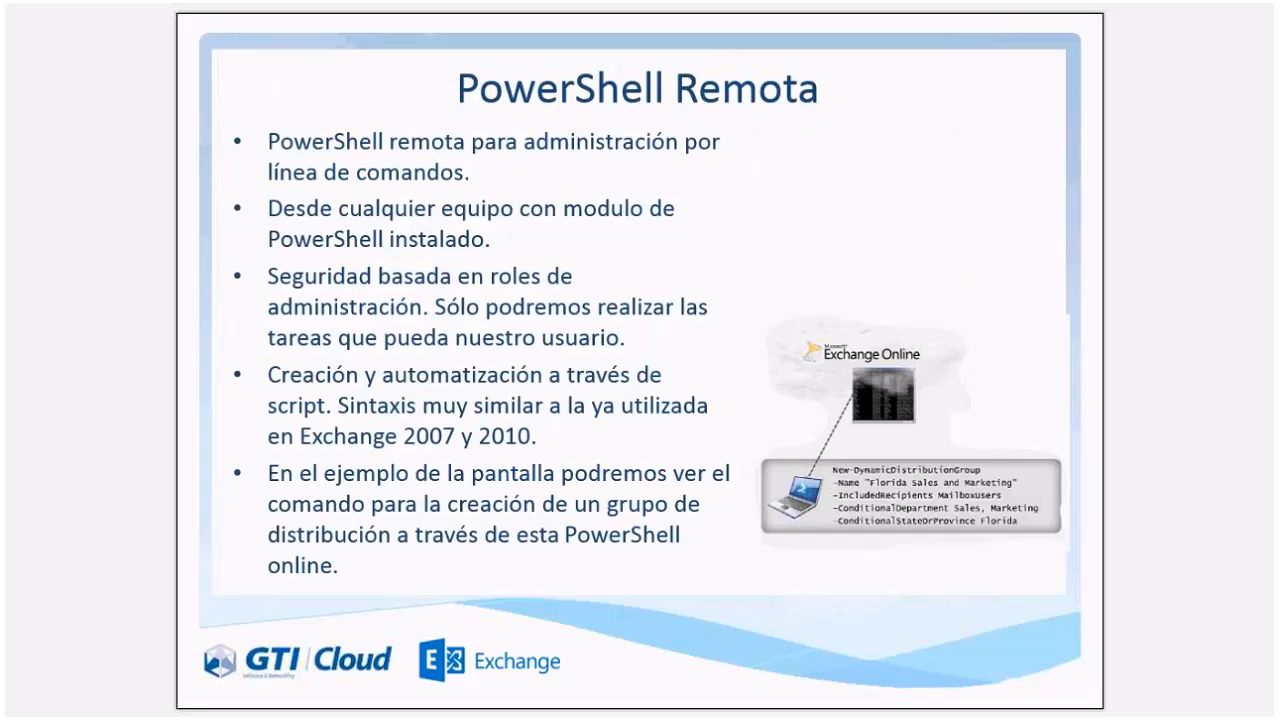 PowerShell Remota
• PowerShell remota para administración por
línea de comandos.
• Desde cualquier equipo con modulo de
PowerShell instalado.
• Seguridad basada en roles de
administración. Sólo podremos realizar las
tareas que pueda nuestro usuario.
• Creación y automatización a través de
script. Sintaxis muy similar a la ya utilizada
en Exchange 2007 y 2010.
• En el ejemplo de la pantalla podremos ver el
comando para la creación de un grupo de
distribución a través de esta PowerShell
online.
Microsoft
Exchange Online
New-DynamicDistributionGroup
-Name "Florida Sales and Marketing"
-IncludedRecipients MailboxUsers
-ConditionalDepartment Sales, Marketing
-ConditionalStateOrProvince Florida
GTI Cloud
Exchange